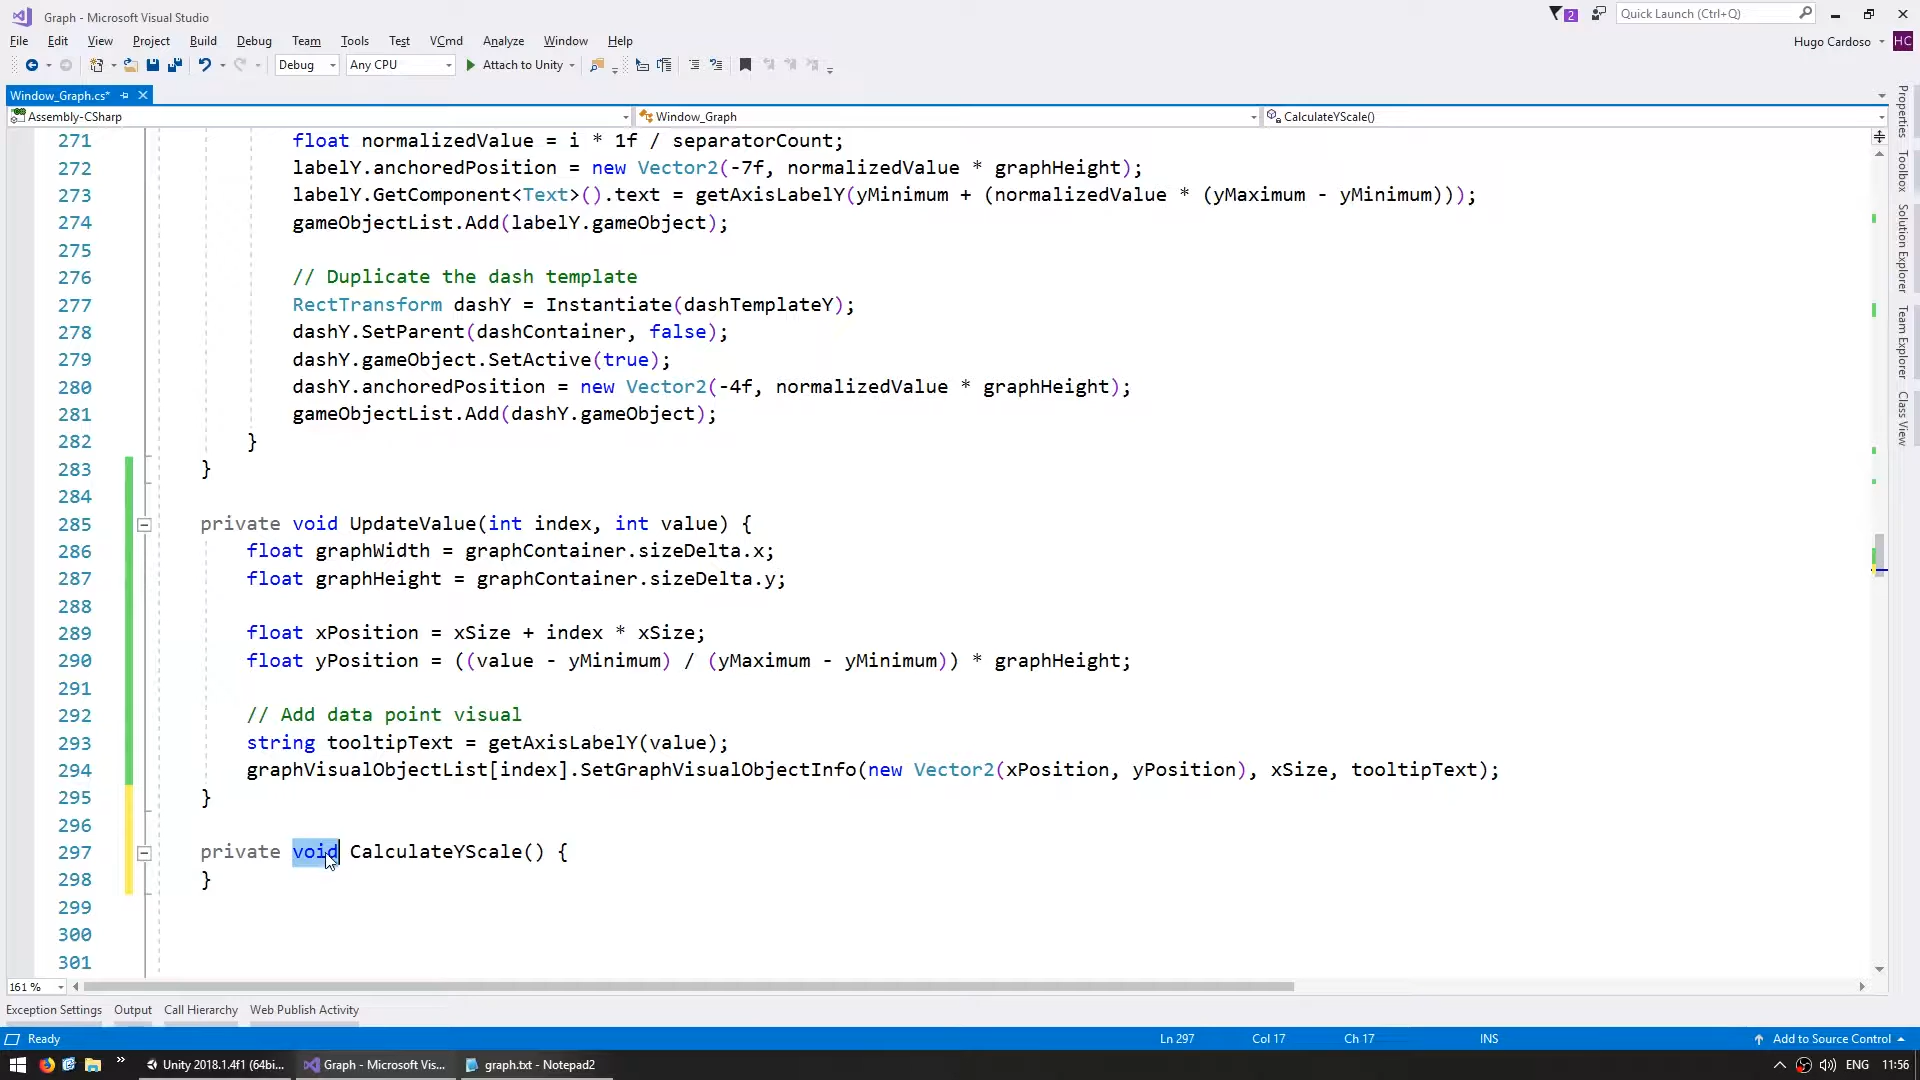 Graph - Microsoft Visual Studio
2
Quick Launch (Ctrl+Q)
File Edit View Project Build Debug Team Tools Test VCmd Analyze Window Help
Hugo Cardoso HC
Debug Any CPU Attach to Unity
Window_Graph.cs*
Assembly-CSharp Window_Graph CalculateYScale()
271 float normalizedValue = i * 1f / separatorCount;
272 labelY.anchoredPosition = new Vector2(-7f, normalizedValue * graphHeight);
273 labelY.GetComponent<Text>().text = getAxisLabelY(yMinimum + (normalizedValue * (yMaximum - yMinimum)));
274 gameObjectList.Add(labelY.gameObject);
275
276 // Duplicate the dash template
277 RectTransform dashY = Instantiate(dashTemplateY);
278 dashY.SetParent(dashContainer, false);
279 dashY.gameObject.SetActive(true);
280 dashY.anchoredPosition = new Vector2(-4f, normalizedValue * graphHeight);
281 gameObjectList.Add(dashY.gameObject);
282 }
283 }
284
285 private void UpdateValue(int index, int value) {
286 float graphWidth = graphContainer.sizeDelta.x;
287 float graphHeight = graphContainer.sizeDelta.y;
288
289 float xPosition = xSize + index * xSize;
290 float yPosition = ((value - yMinimum) / (yMaximum - yMinimum)) * graphHeight;
291
292 // Add data point visual
293 string tooltipText = getAxisLabelY(value);
294 graphVisualObjectList[index].SetGraphVisualObjectInfo(new Vector2(xPosition, yPosition), xSize, tooltipText);
295 }
296
297 private void CalculateYScale() {
298 }
299
300
301
Properties
Toolbox
Solution Explorer
Team Explorer
Class View
161 %
Exception Settings Output Call Hierarchy Web Publish Activity
Ready Ln 297 Col 17 Ch 17 INS Add to Source Control
Unity 2018.1.4f1 (64bi... Graph - Microsoft Vis... graph.txt - Notepad2 ENG 11:56